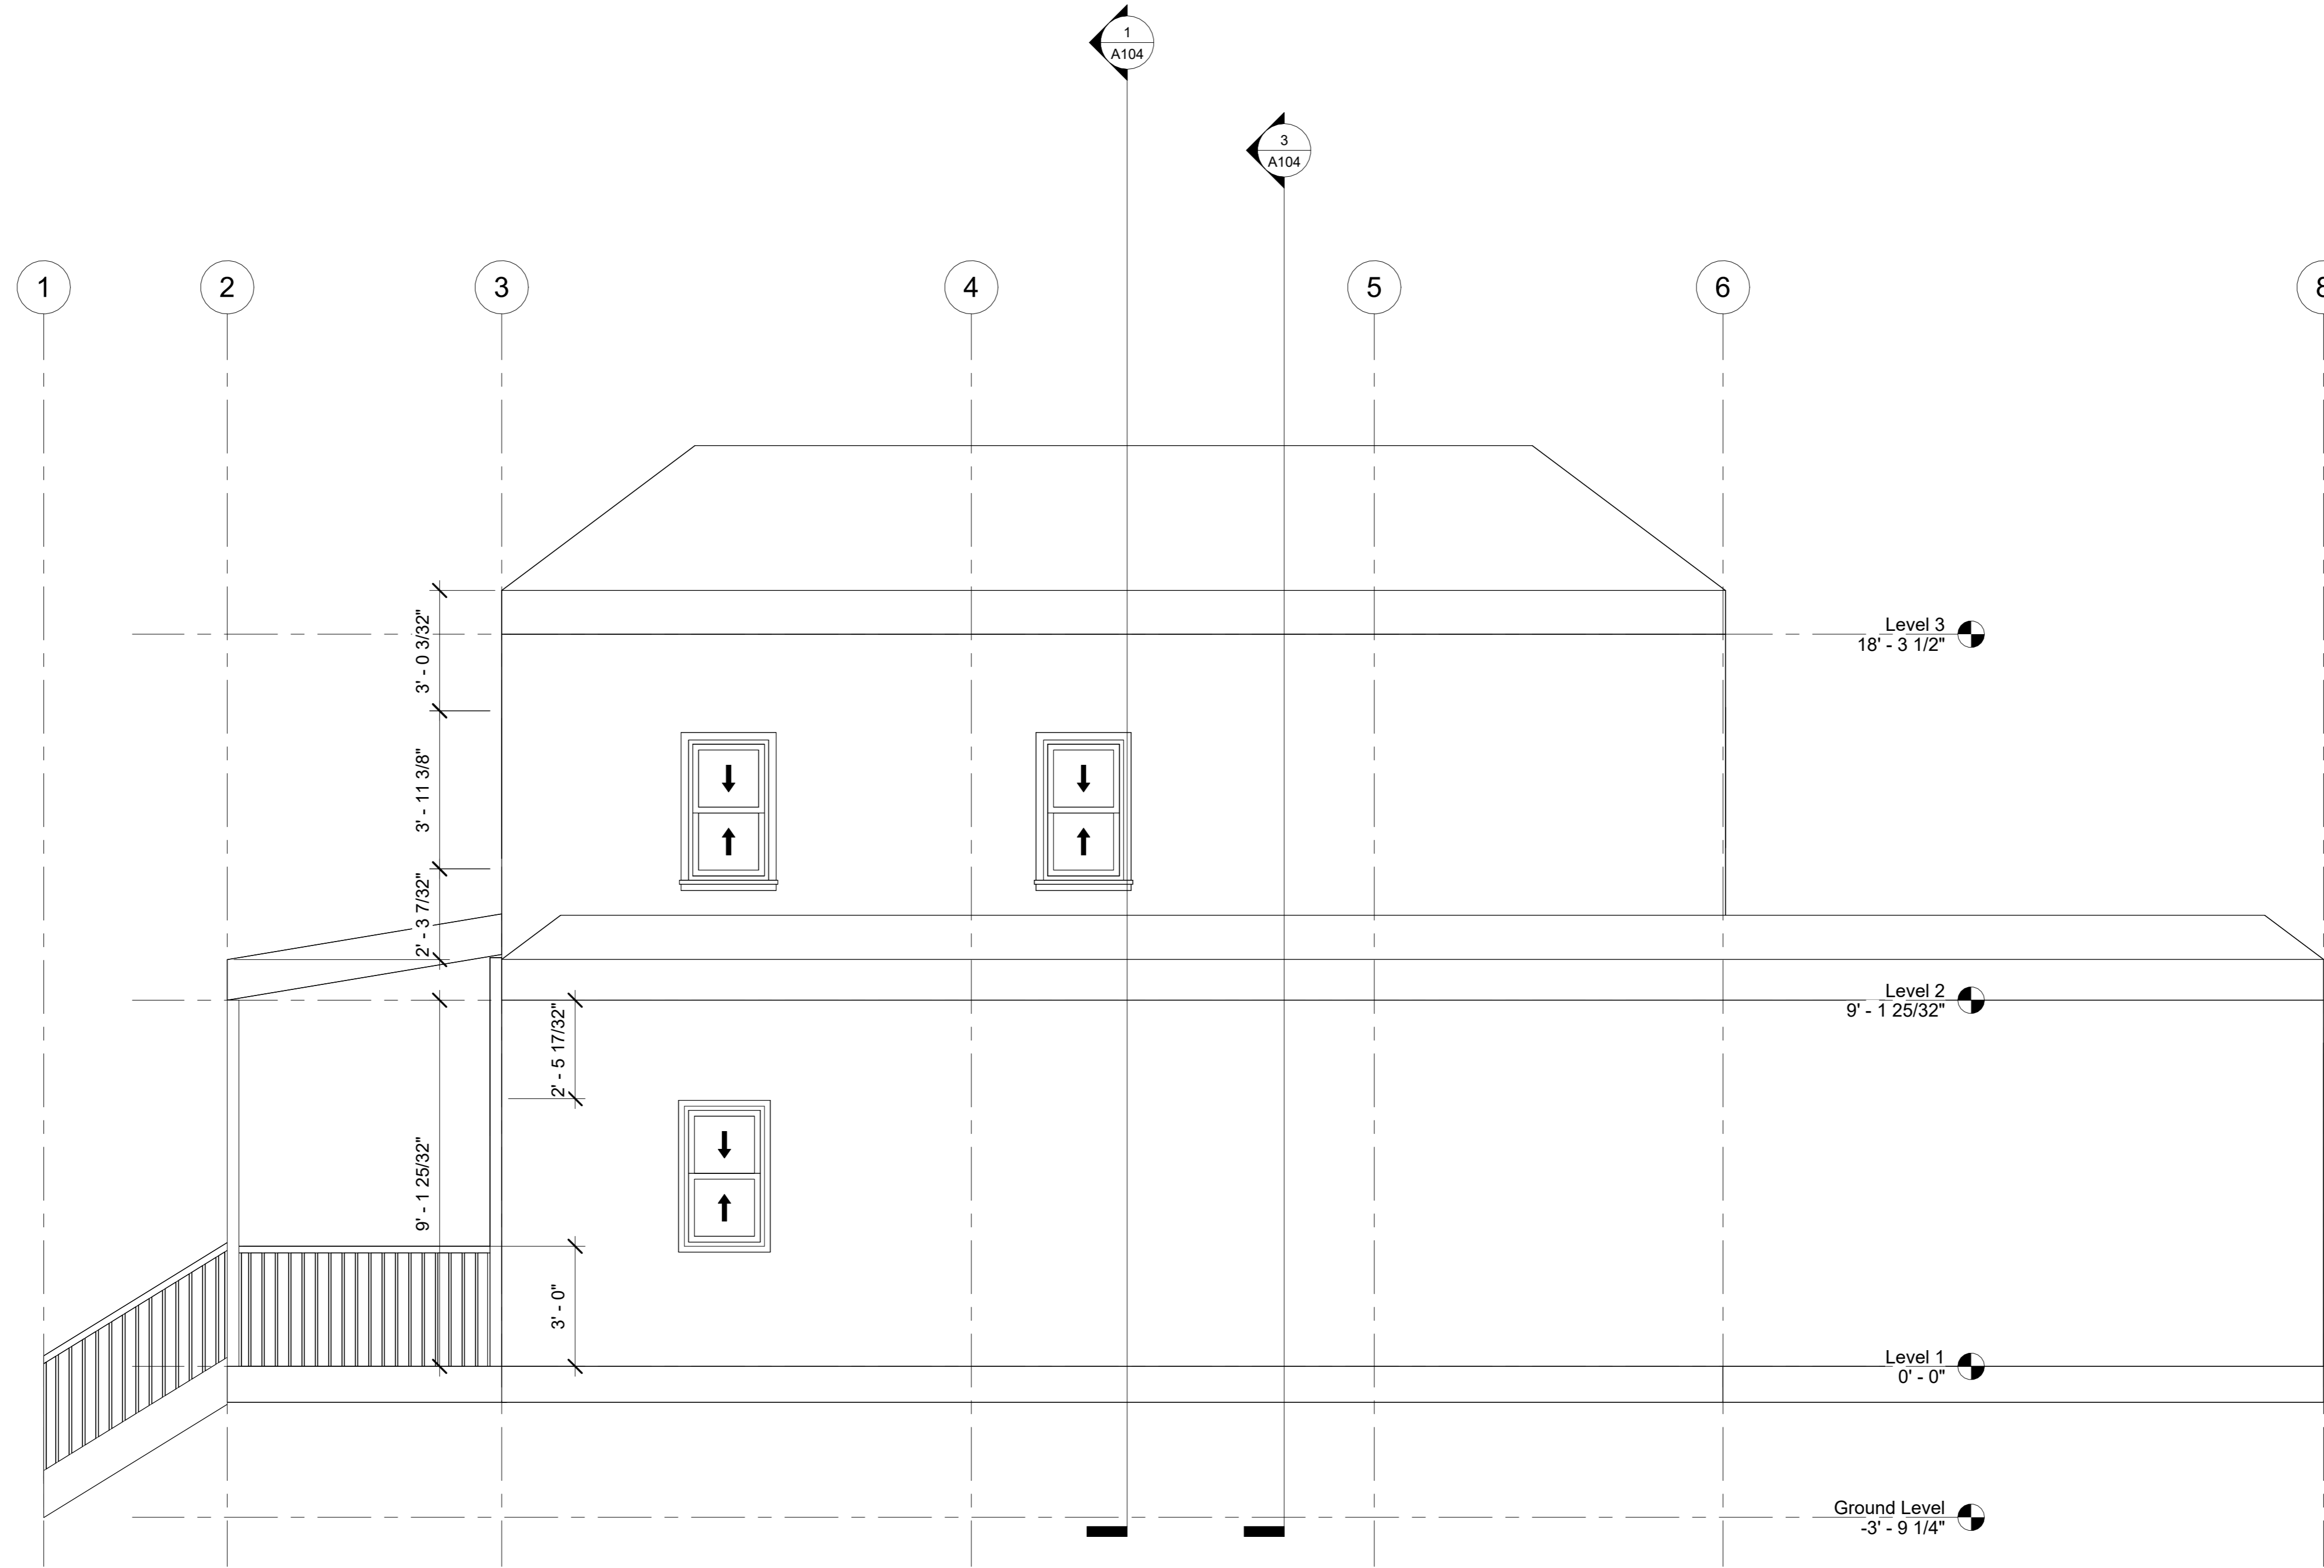 1
A104
3
A104
1
2
3
4
5
6
8
3' - 0 3/32"
Level 3
18' - 3 1/2"
3' - 11 3/8"
2' - 3 7/32"
Level 2
9' - 1 25/32"
2' - 5 17/32"
9' - 1 25/32"
3' - 0"
Level 1
0' - 0"
Ground Level
-3' - 9 1/4"